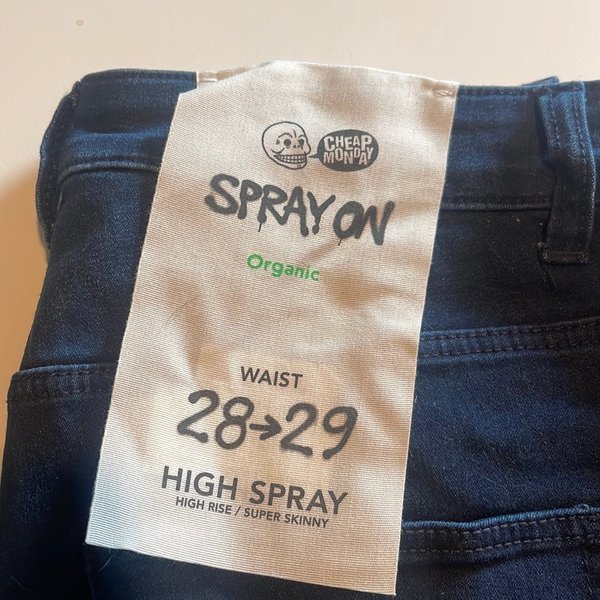 CHEAP
MONDAY
SPRAY ON
Organic
WAIST
28→29
HIGH SPRAY
HIGH RISE / SUPER SKINNY